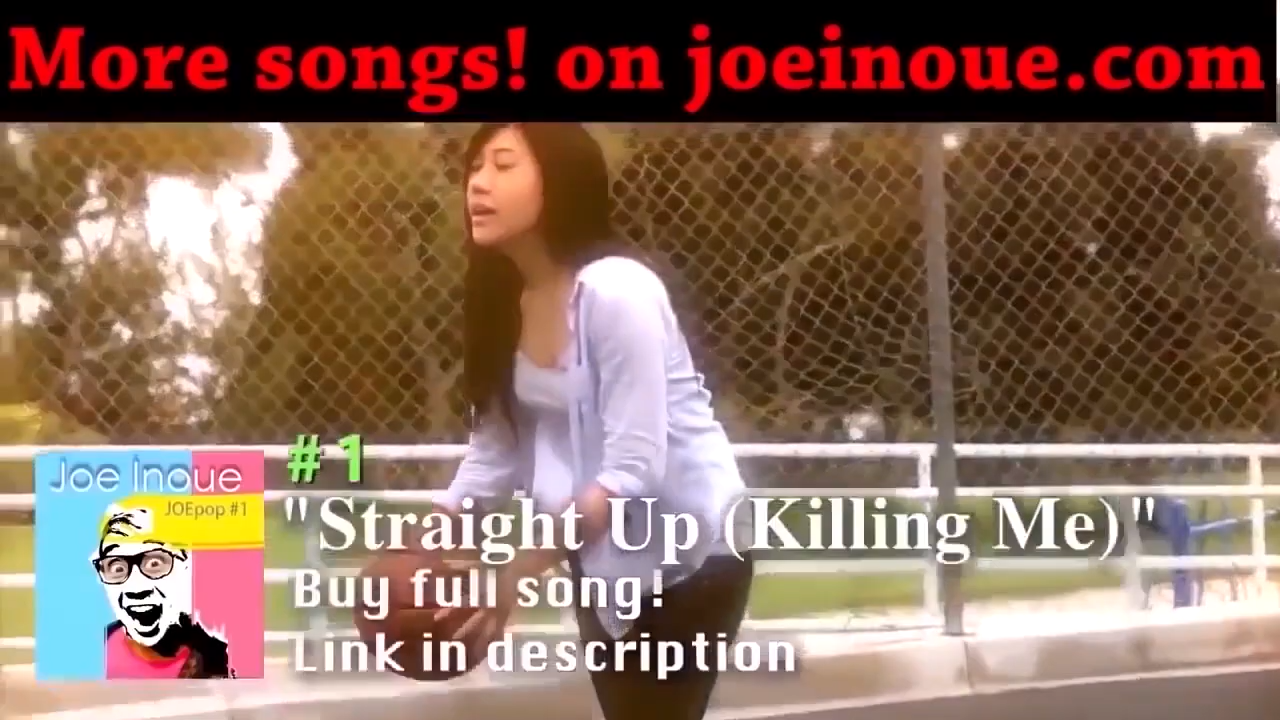 More songs! on joeinoue.com
#1
Joe Inoue
JOEpop #1
"Straight Up (Killing Me)"
Buy full song!
Link in description